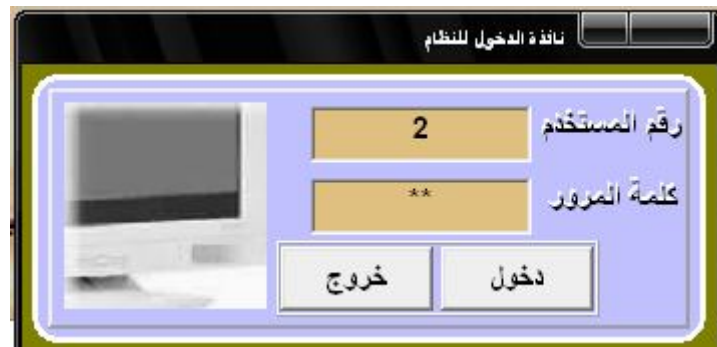 نافذة الدخول للنظام
رقم المستخدم 2
كلمة المرور **
دخول خروج